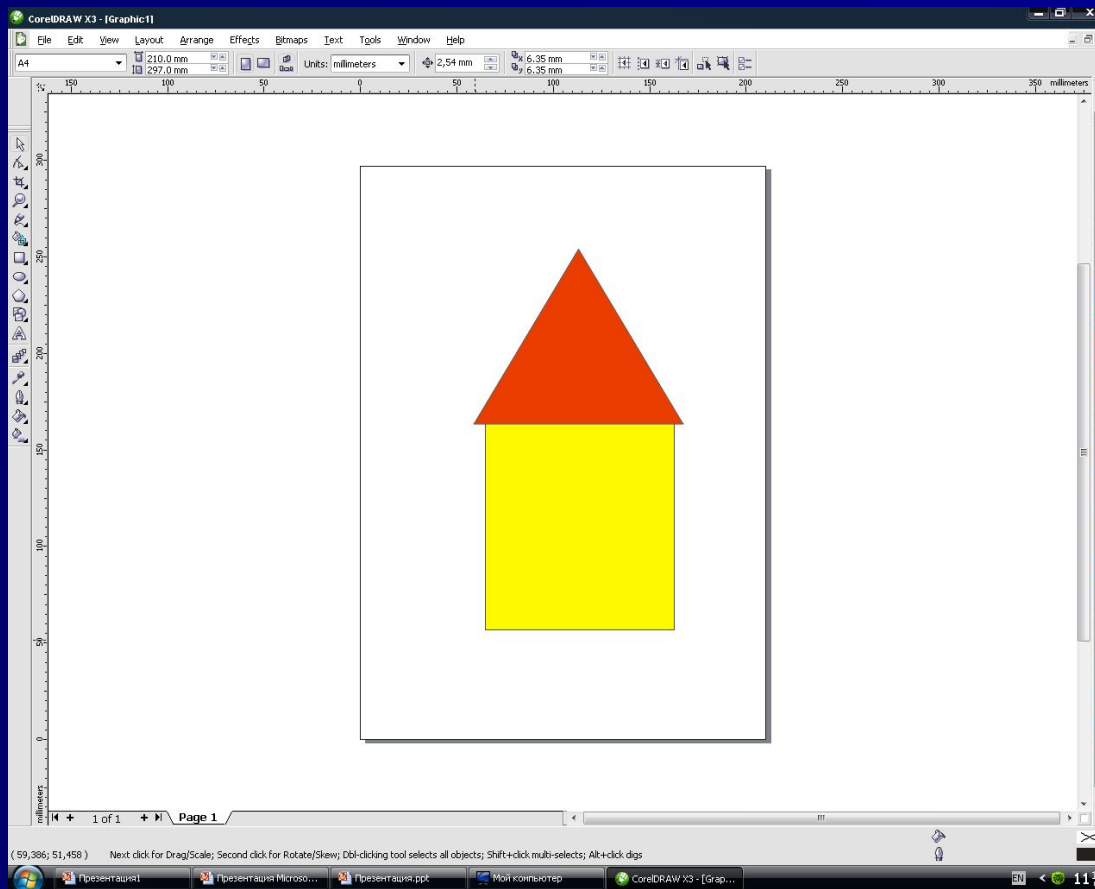 CorelDRAW X3 - [Graphic1]
File Edit View Layout Arrange Effects Bitmaps Text Tools Window Help
A4 210.0 mm 297.0 mm Units: millimeters 2,54 mm 6.35 mm 6.35 mm
150 100 50 0 50 100 150 200 250 300 350 millimeters
300
250
200
150
100
50
0
millimeters
1 of 1 Page 1
( 59,386; 51,458 ) Next click for Drag/Scale; Second click for Rotate/Skew; Dbl-clicking tool selects all objects; Shift+click multi-selects; Alt+click digs
Презентация1 Презентация Microso... Презентация.ppt Мой компьютер CorelDRAW X3 - [Grap... EN